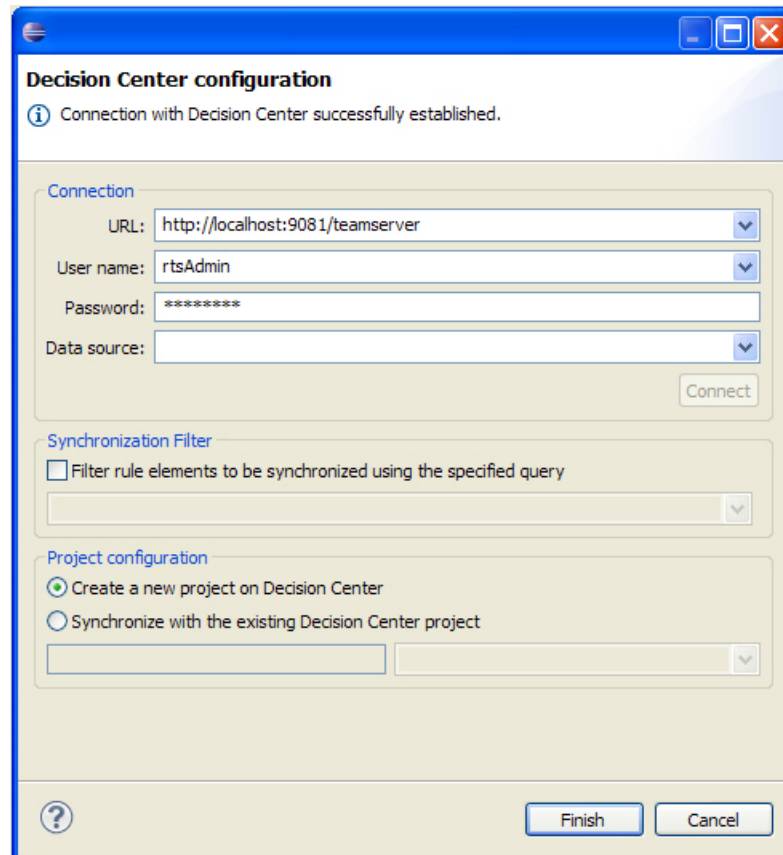 Decision Center configuration
Connection with Decision Center successfully established.
Connection
URL: http://localhost:9081/teamserver
User name: rtsAdmin
Password: ********
Data source:
Connect
Synchronization Filter
Filter rule elements to be synchronized using the specified query
Project configuration
Create a new project on Decision Center
Synchronize with the existing Decision Center project
? Finish Cancel